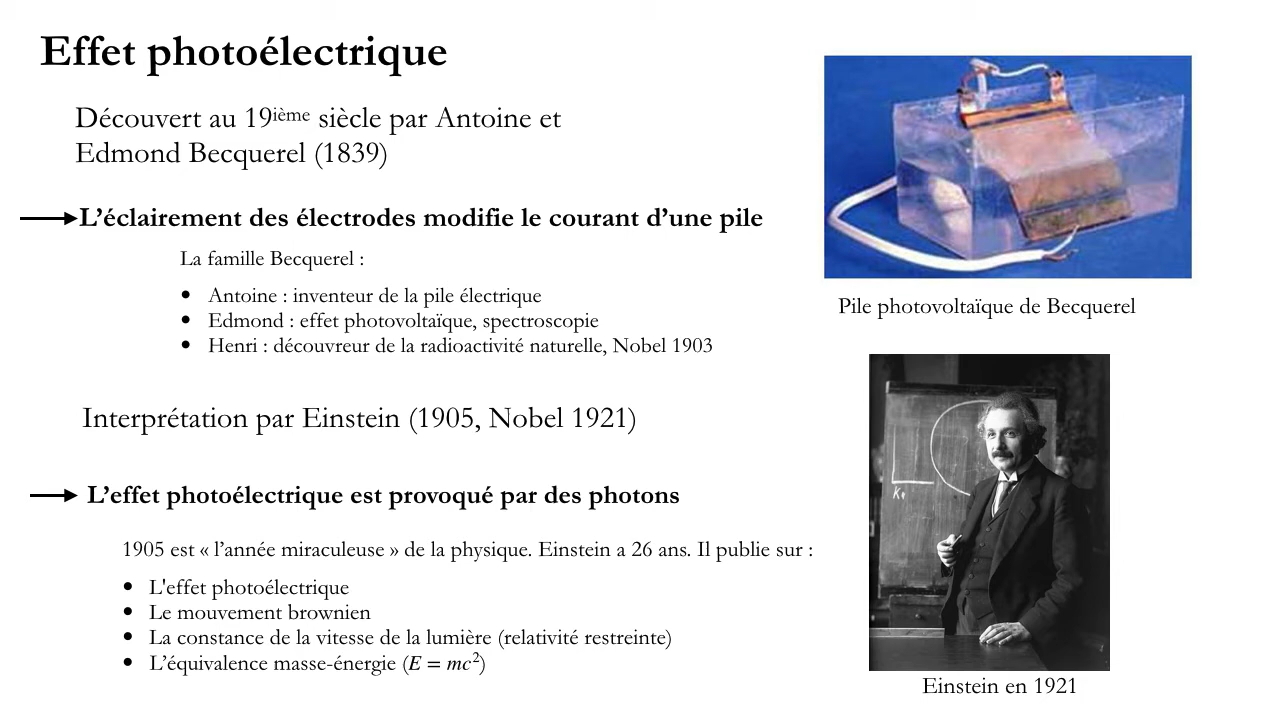 Effet photoélectrique
Découvert au 19ième siècle par Antoine et
Edmond Becquerel (1839)
L’éclairement des électrodes modifie le courant d’une pile
La famille Becquerel :
• Antoine : inventeur de la pile électrique
• Edmond : effet photovoltaïque, spectroscopie
• Henri : découvreur de la radioactivité naturelle, Nobel 1903
Pile photovoltaïque de Becquerel
Interprétation par Einstein (1905, Nobel 1921)
L’effet photoélectrique est provoqué par des photons
1905 est « l’année miraculeuse » de la physique. Einstein a 26 ans. Il publie sur :
• L'effet photoélectrique
• Le mouvement brownien
• La constance de la vitesse de la lumière (relativité restreinte)
• L’équivalence masse-énergie (E = mc²)
Einstein en 1921